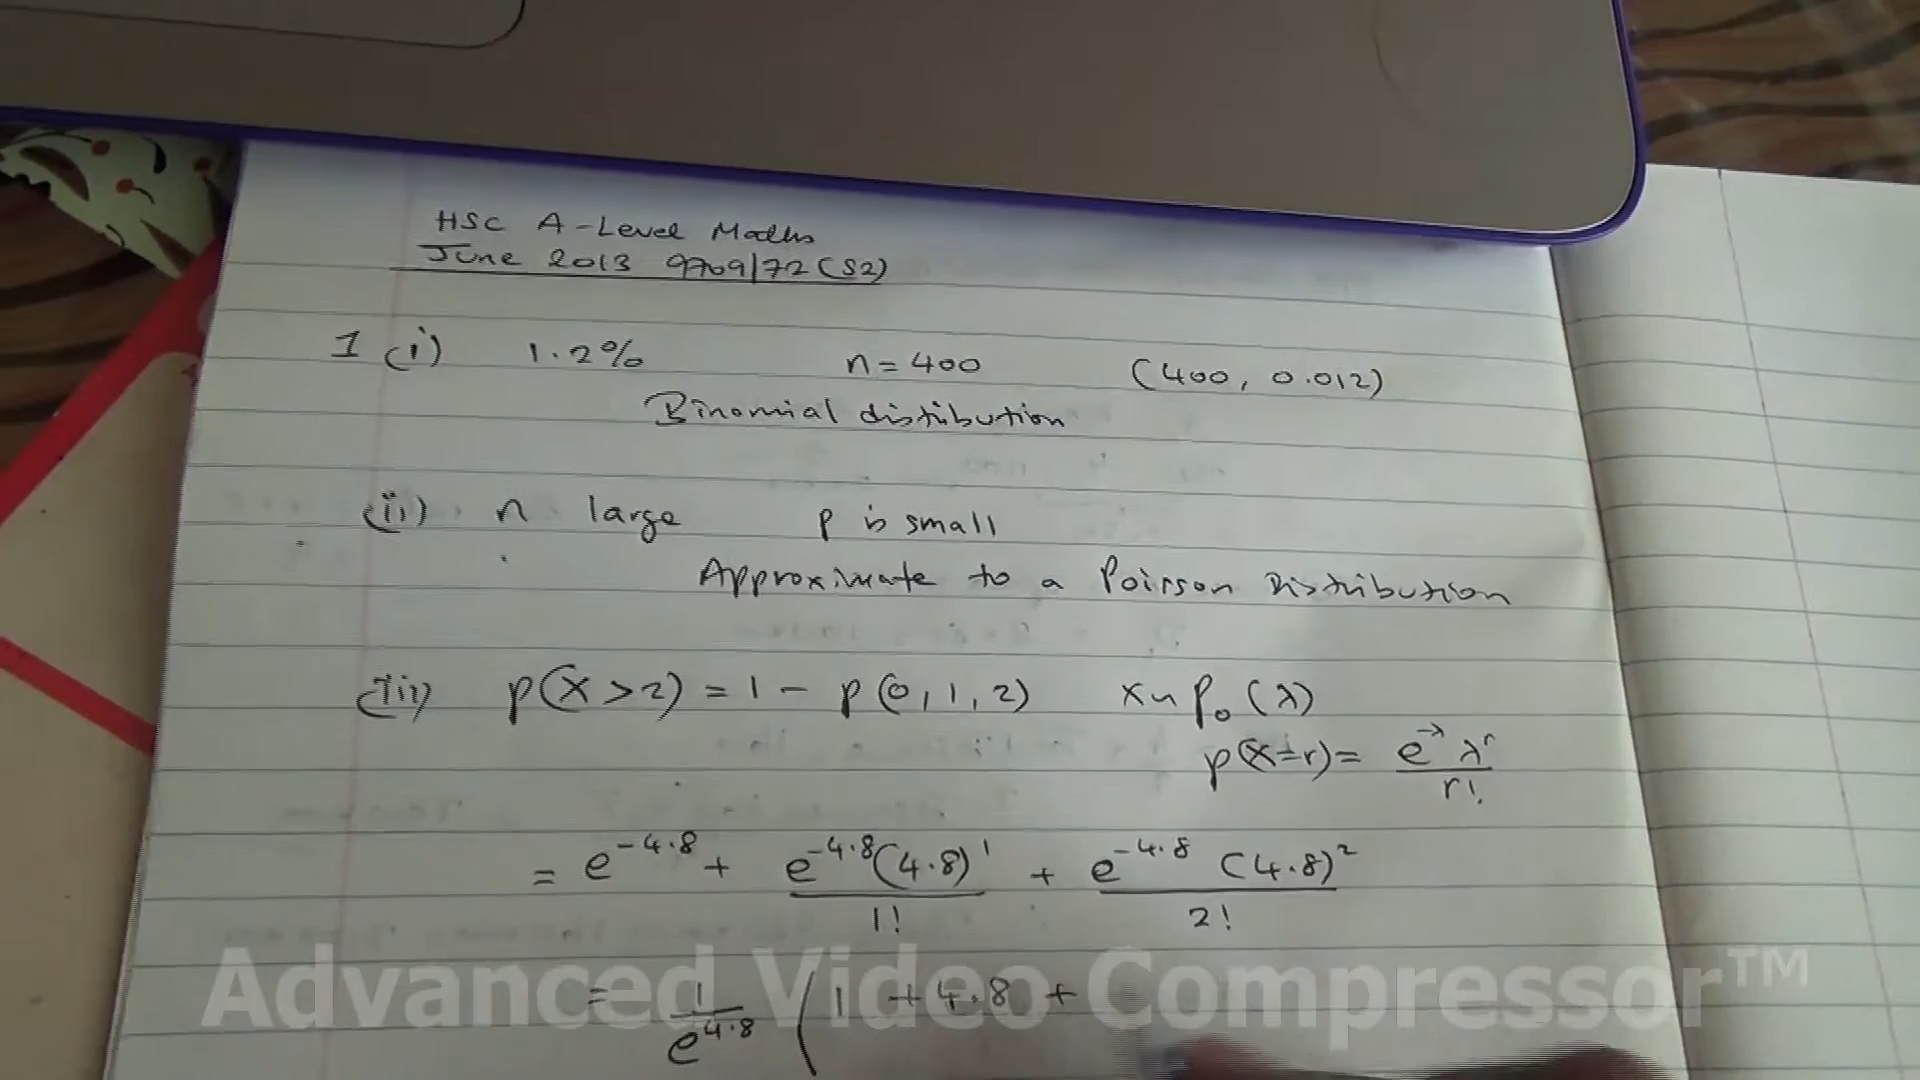 HSC A-Level Maths
June 2013 9709/72 (S2)
1 (i) 1.2% n = 400 (400, 0.012)
Binomial distibution
(ii) n large p is small
Approximate to a Poisson Distribution
(iii) p(X > 2) = 1 - p(0, 1, 2) X ~ Po (λ)
p(X=r) = e^-λ λ^r / r!
= e^-4.8 + e^-4.8 (4.8)^1 / 1! + e^-4.8 (4.8)^2 / 2!
= 1 / e^4.8 ( 1 + 4.8 +
Advanced Video Compressor™